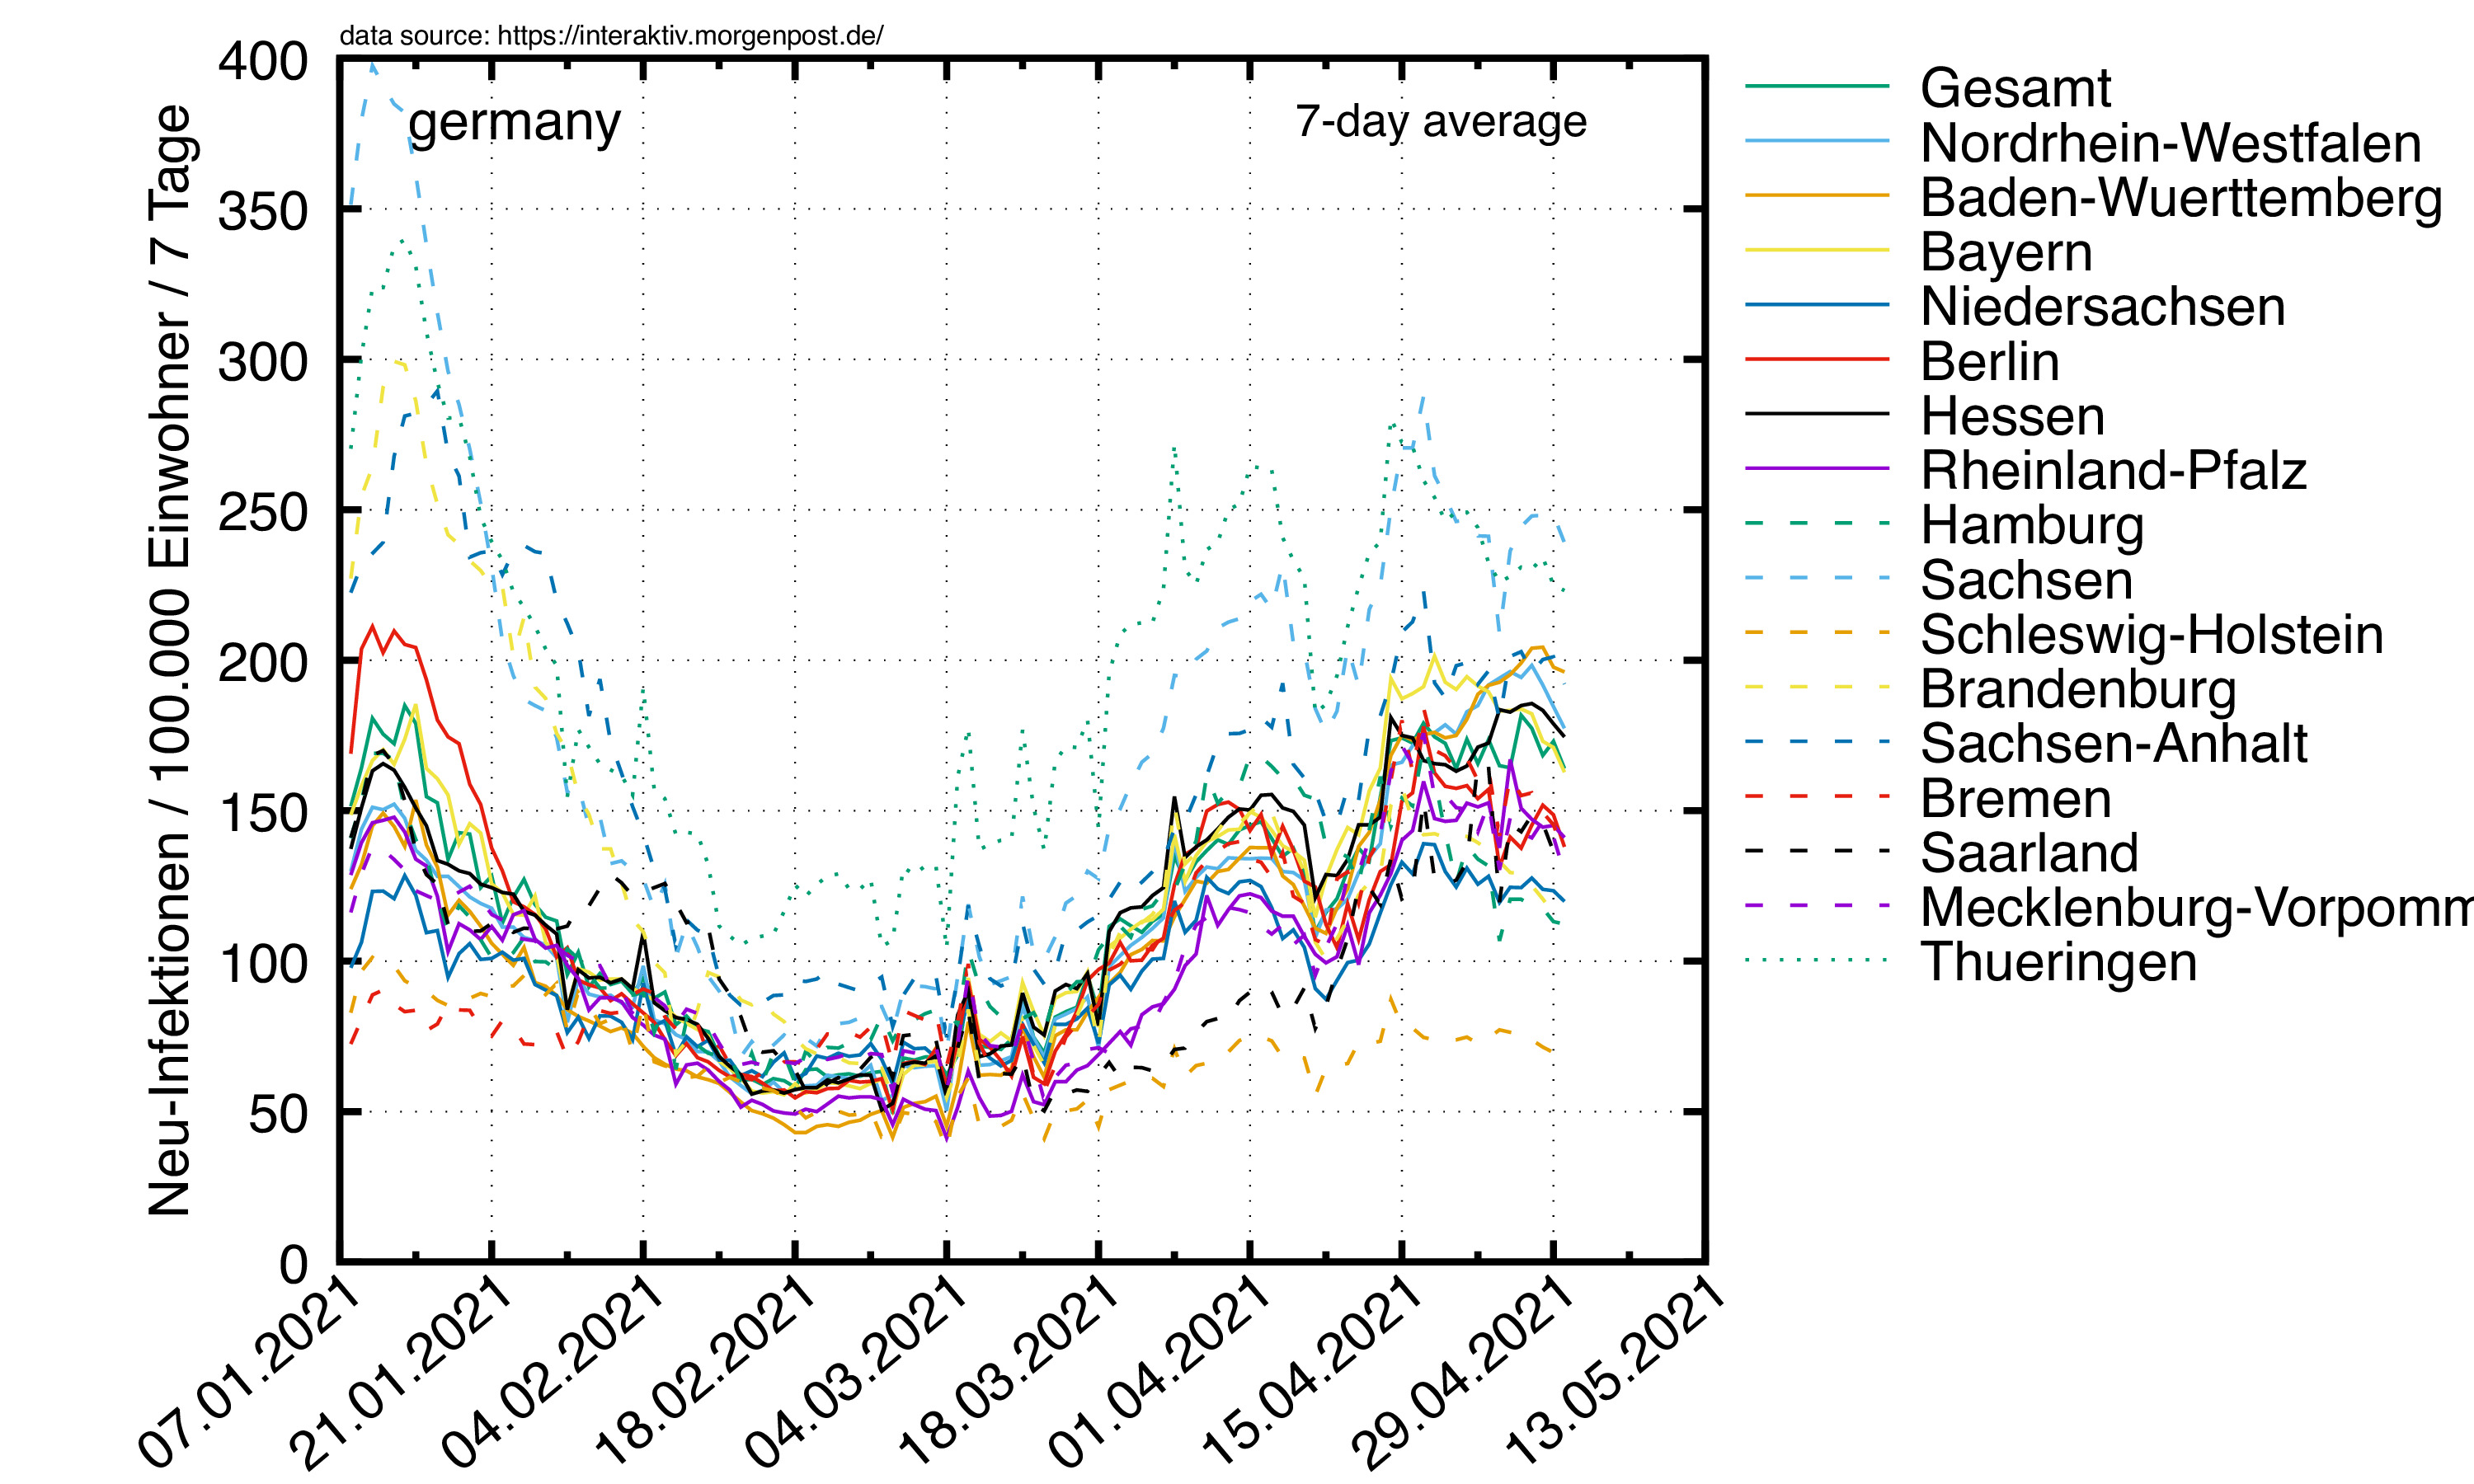 data source: https://interaktiv.morgenpost.de/
germany
7-day average
Neu-Infektionen / 100.000 Einwohner / 7 Tage
400
350
300
250
200
150
100
50
0
07.01.2021
21.01.2021
04.02.2021
18.02.2021
04.03.2021
18.03.2021
01.04.2021
15.04.2021
29.04.2021
13.05.2021
Gesamt
Nordrhein-Westfalen
Baden-Wuerttemberg
Bayern
Niedersachsen
Berlin
Hessen
Rheinland-Pfalz
Hamburg
Sachsen
Schleswig-Holstein
Brandenburg
Sachsen-Anhalt
Bremen
Saarland
Mecklenburg-Vorpomm
Thueringen